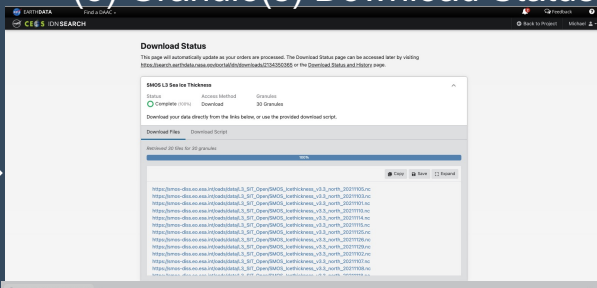 (6) Granule(s) Download Status
EARTHDATA Find a DAAC Feedback
CEOS IDN SEARCH Back to Project Michael
Download Status
This page will automatically update as your orders are processed. The Download Status page can be accessed later by visiting
https://search.earthdata.nasa.gov/portal/idn/downloads/2134350365 or the Download Status and History page.
SMOS L3 Sea Ice Thickness
Status Access Method Granules
Complete (100%) Download 30 Granules
Download your data directly from the links below, or use the provided download script.
Download Files Download Script
Retrieved 30 files for 30 granules
100%
Copy Save Expand
https://smos-diss.eo.esa.int/oads/data/L3_SIT_Open/SMOS_Icethickness_v3.3_north_20211105.nc
https://smos-diss.eo.esa.int/oads/data/L3_SIT_Open/SMOS_Icethickness_v3.3_north_20211103.nc
https://smos-diss.eo.esa.int/oads/data/L3_SIT_Open/SMOS_Icethickness_v3.3_north_20211101.nc
https://smos-diss.eo.esa.int/oads/data/L3_SIT_Open/SMOS_Icethickness_v3.3_north_20211113.nc
https://smos-diss.eo.esa.int/oads/data/L3_SIT_Open/SMOS_Icethickness_v3.3_north_20211114.nc
https://smos-diss.eo.esa.int/oads/data/L3_SIT_Open/SMOS_Icethickness_v3.3_north_20211115.nc
https://smos-diss.eo.esa.int/oads/data/L3_SIT_Open/SMOS_Icethickness_v3.3_north_20211125.nc
https://smos-diss.eo.esa.int/oads/data/L3_SIT_Open/SMOS_Icethickness_v3.3_north_20211126.nc
https://smos-diss.eo.esa.int/oads/data/L3_SIT_Open/SMOS_Icethickness_v3.3_north_20211129.nc
https://smos-diss.eo.esa.int/oads/data/L3_SIT_Open/SMOS_Icethickness_v3.3_north_20211102.nc
https://smos-diss.eo.esa.int/oads/data/L3_SIT_Open/SMOS_Icethickness_v3.3_north_20211107.nc
https://smos-diss.eo.esa.int/oads/data/L3_SIT_Open/SMOS_Icethickness_v3.3_north_20211108.nc